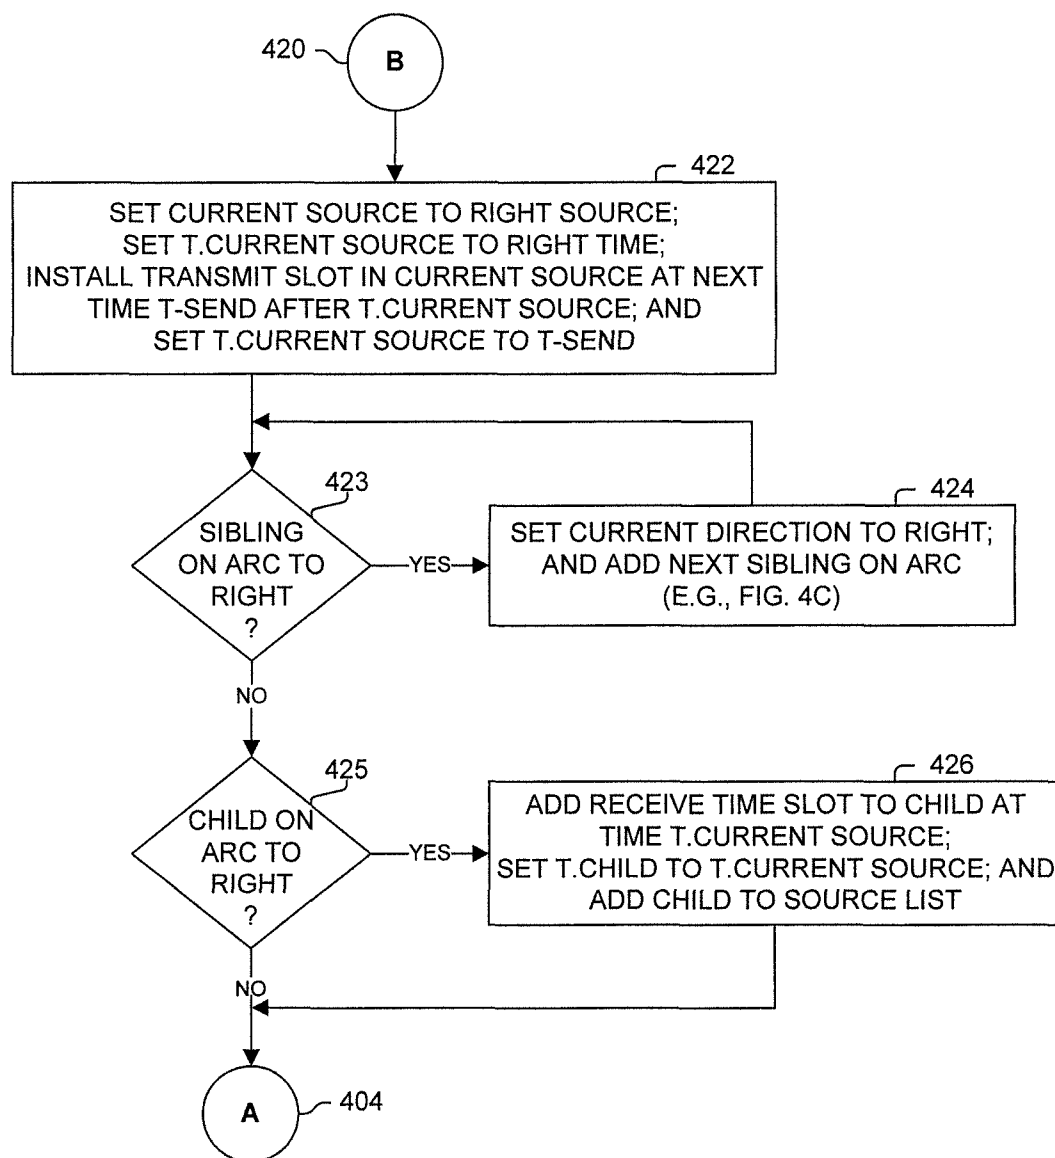 420
B
422
SET CURRENT SOURCE TO RIGHT SOURCE;
SET T.CURRENT SOURCE TO RIGHT TIME;
INSTALL TRANSMIT SLOT IN CURRENT SOURCE AT NEXT
TIME T-SEND AFTER T.CURRENT SOURCE; AND
SET T.CURRENT SOURCE TO T-SEND
423
SIBLING
ON ARC TO
RIGHT
?
YES
424
SET CURRENT DIRECTION TO RIGHT;
AND ADD NEXT SIBLING ON ARC
(E.G., FIG. 4C)
NO
425
CHILD ON
ARC TO
RIGHT
?
YES
426
ADD RECEIVE TIME SLOT TO CHILD AT
TIME T.CURRENT SOURCE;
SET T.CHILD TO T.CURRENT SOURCE; AND
ADD CHILD TO SOURCE LIST
NO
A
404